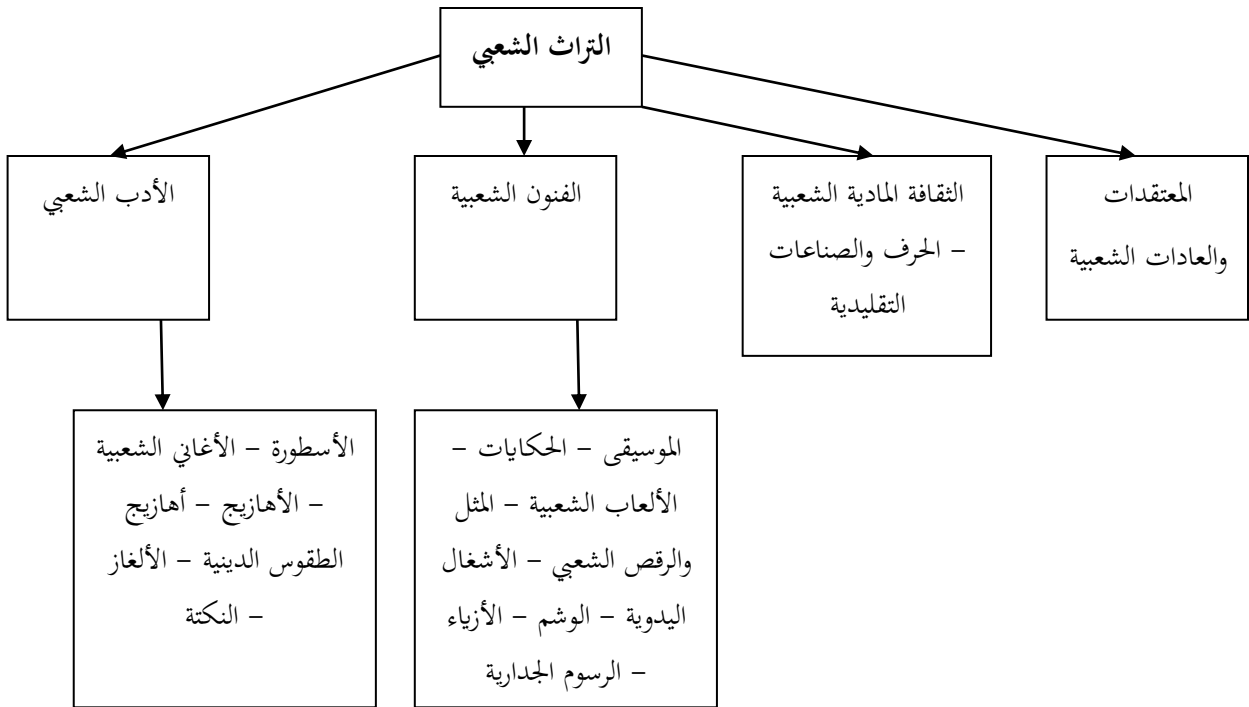 التراث الشعبي
المعتقدات
والعادات الشعبية
الثقافة المادية الشعبية
– الحرف والصناعات
التقليدية
الفنون الشعبية
الأدب الشعبي
الموسيقى – الحكايات –
الألعاب الشعبية – المثل
والرقص الشعبي – الأشغال
اليدوية – الوشم – الأزياء
– الرسوم الجدارية
الأسطورة – الأغاني الشعبية
– الأهازيج – أهازيج
الطقوس الدينية – الألغاز
– النكتة